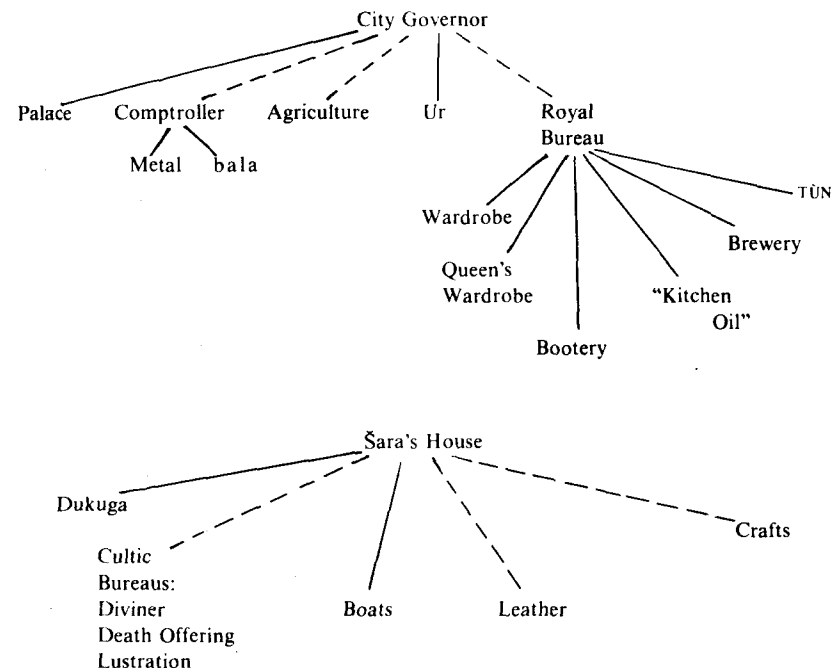 City Governor
Palace
Comptroller
Agriculture
Ur
Royal
Bureau
Metal
bala
TÙN
Wardrobe
Brewery
Queen's
Wardrobe
“Kitchen
Oil”
Bootery
Šara's House
Dukuga
Crafts
Cultic
Bureaus:
Diviner
Death Offering
Lustration
Boats
Leather